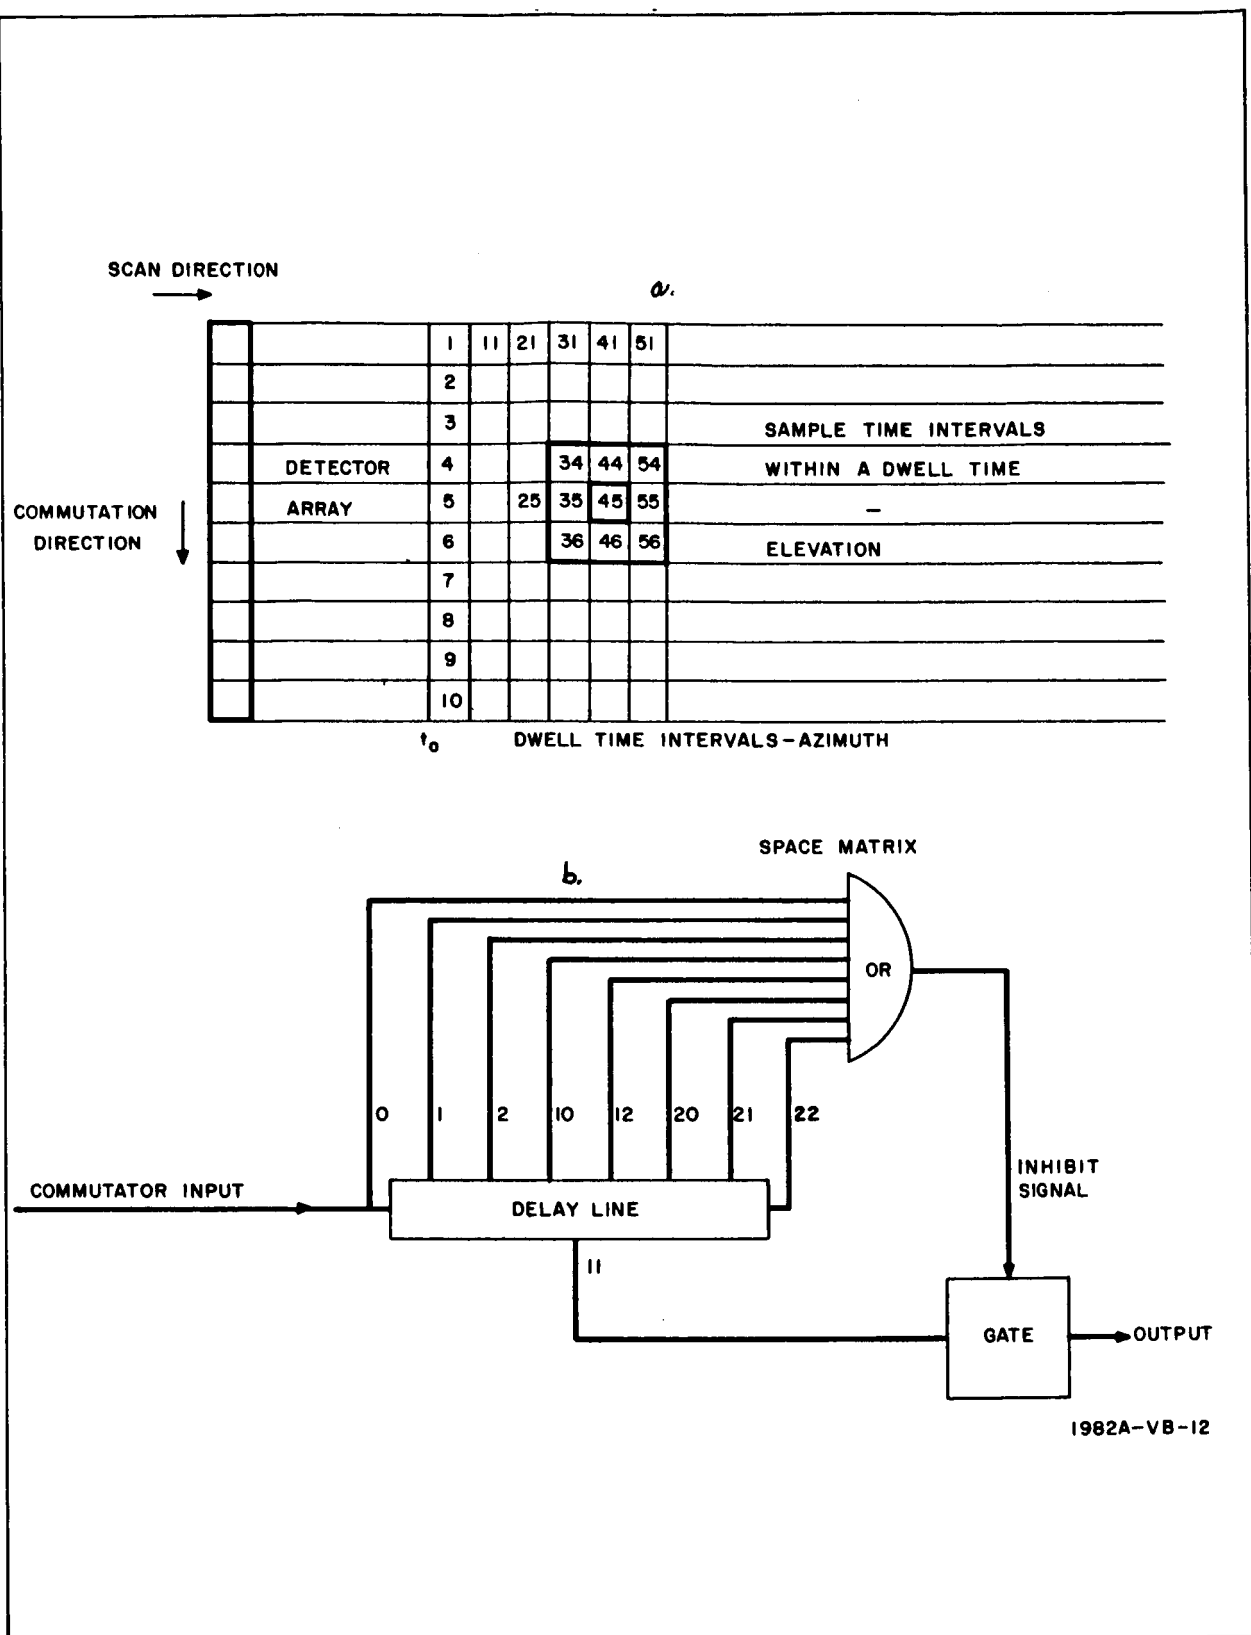 SCAN DIRECTION
a.
1 11 21 31 41 51
2
3
SAMPLE TIME INTERVALS
DETECTOR 4 34 44 54 WITHIN A DWELL TIME
COMMUTATION ARRAY 5 25 35 45 55 –
DIRECTION 6 36 46 56 ELEVATION
7
8
9
10
t₀ DWELL TIME INTERVALS-AZIMUTH
SPACE MATRIX
b.
OR
0 1 2 10 12 20 21 22
INHIBIT
SIGNAL
COMMUTATOR INPUT
DELAY LINE
11
GATE
OUTPUT
1982A-VB-12